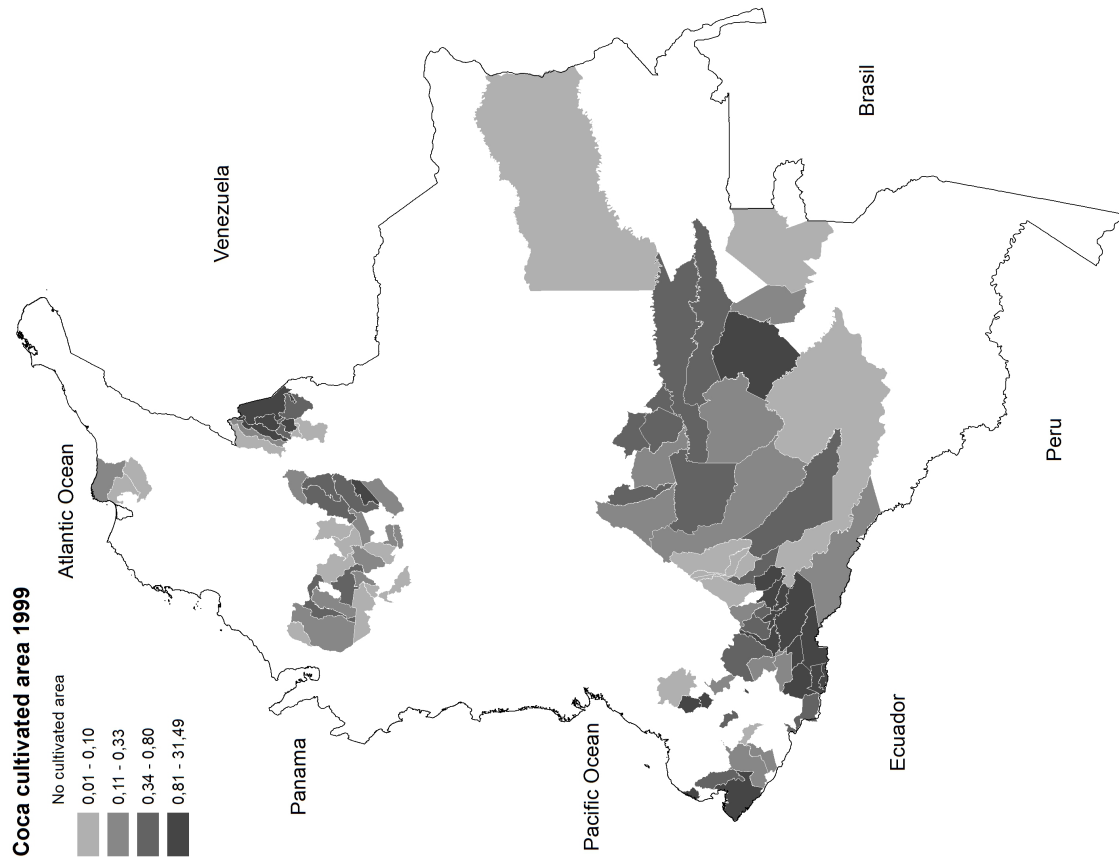 Coca cultivated area 1999
No cultivated area
0,01 - 0,10
0,11 - 0,33
0,34 - 0,80
0,81 - 31,49
Atlantic Ocean
Venezuela
Panama
Pacific Ocean
Brasil
Ecuador
Peru